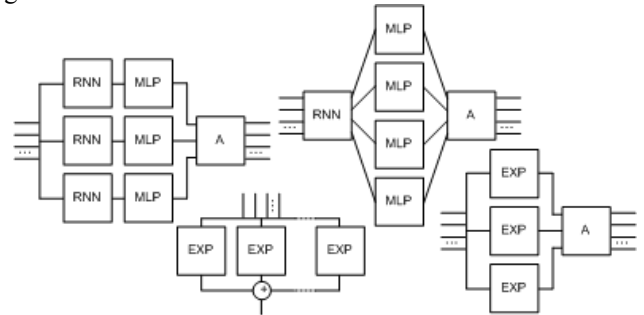 RNN MLP
RNN MLP A
...
RNN MLP
MLP
MLP
RNN A
... ...
MLP
MLP
EXP EXP EXP
+
EXP
EXP A
... ...
EXP